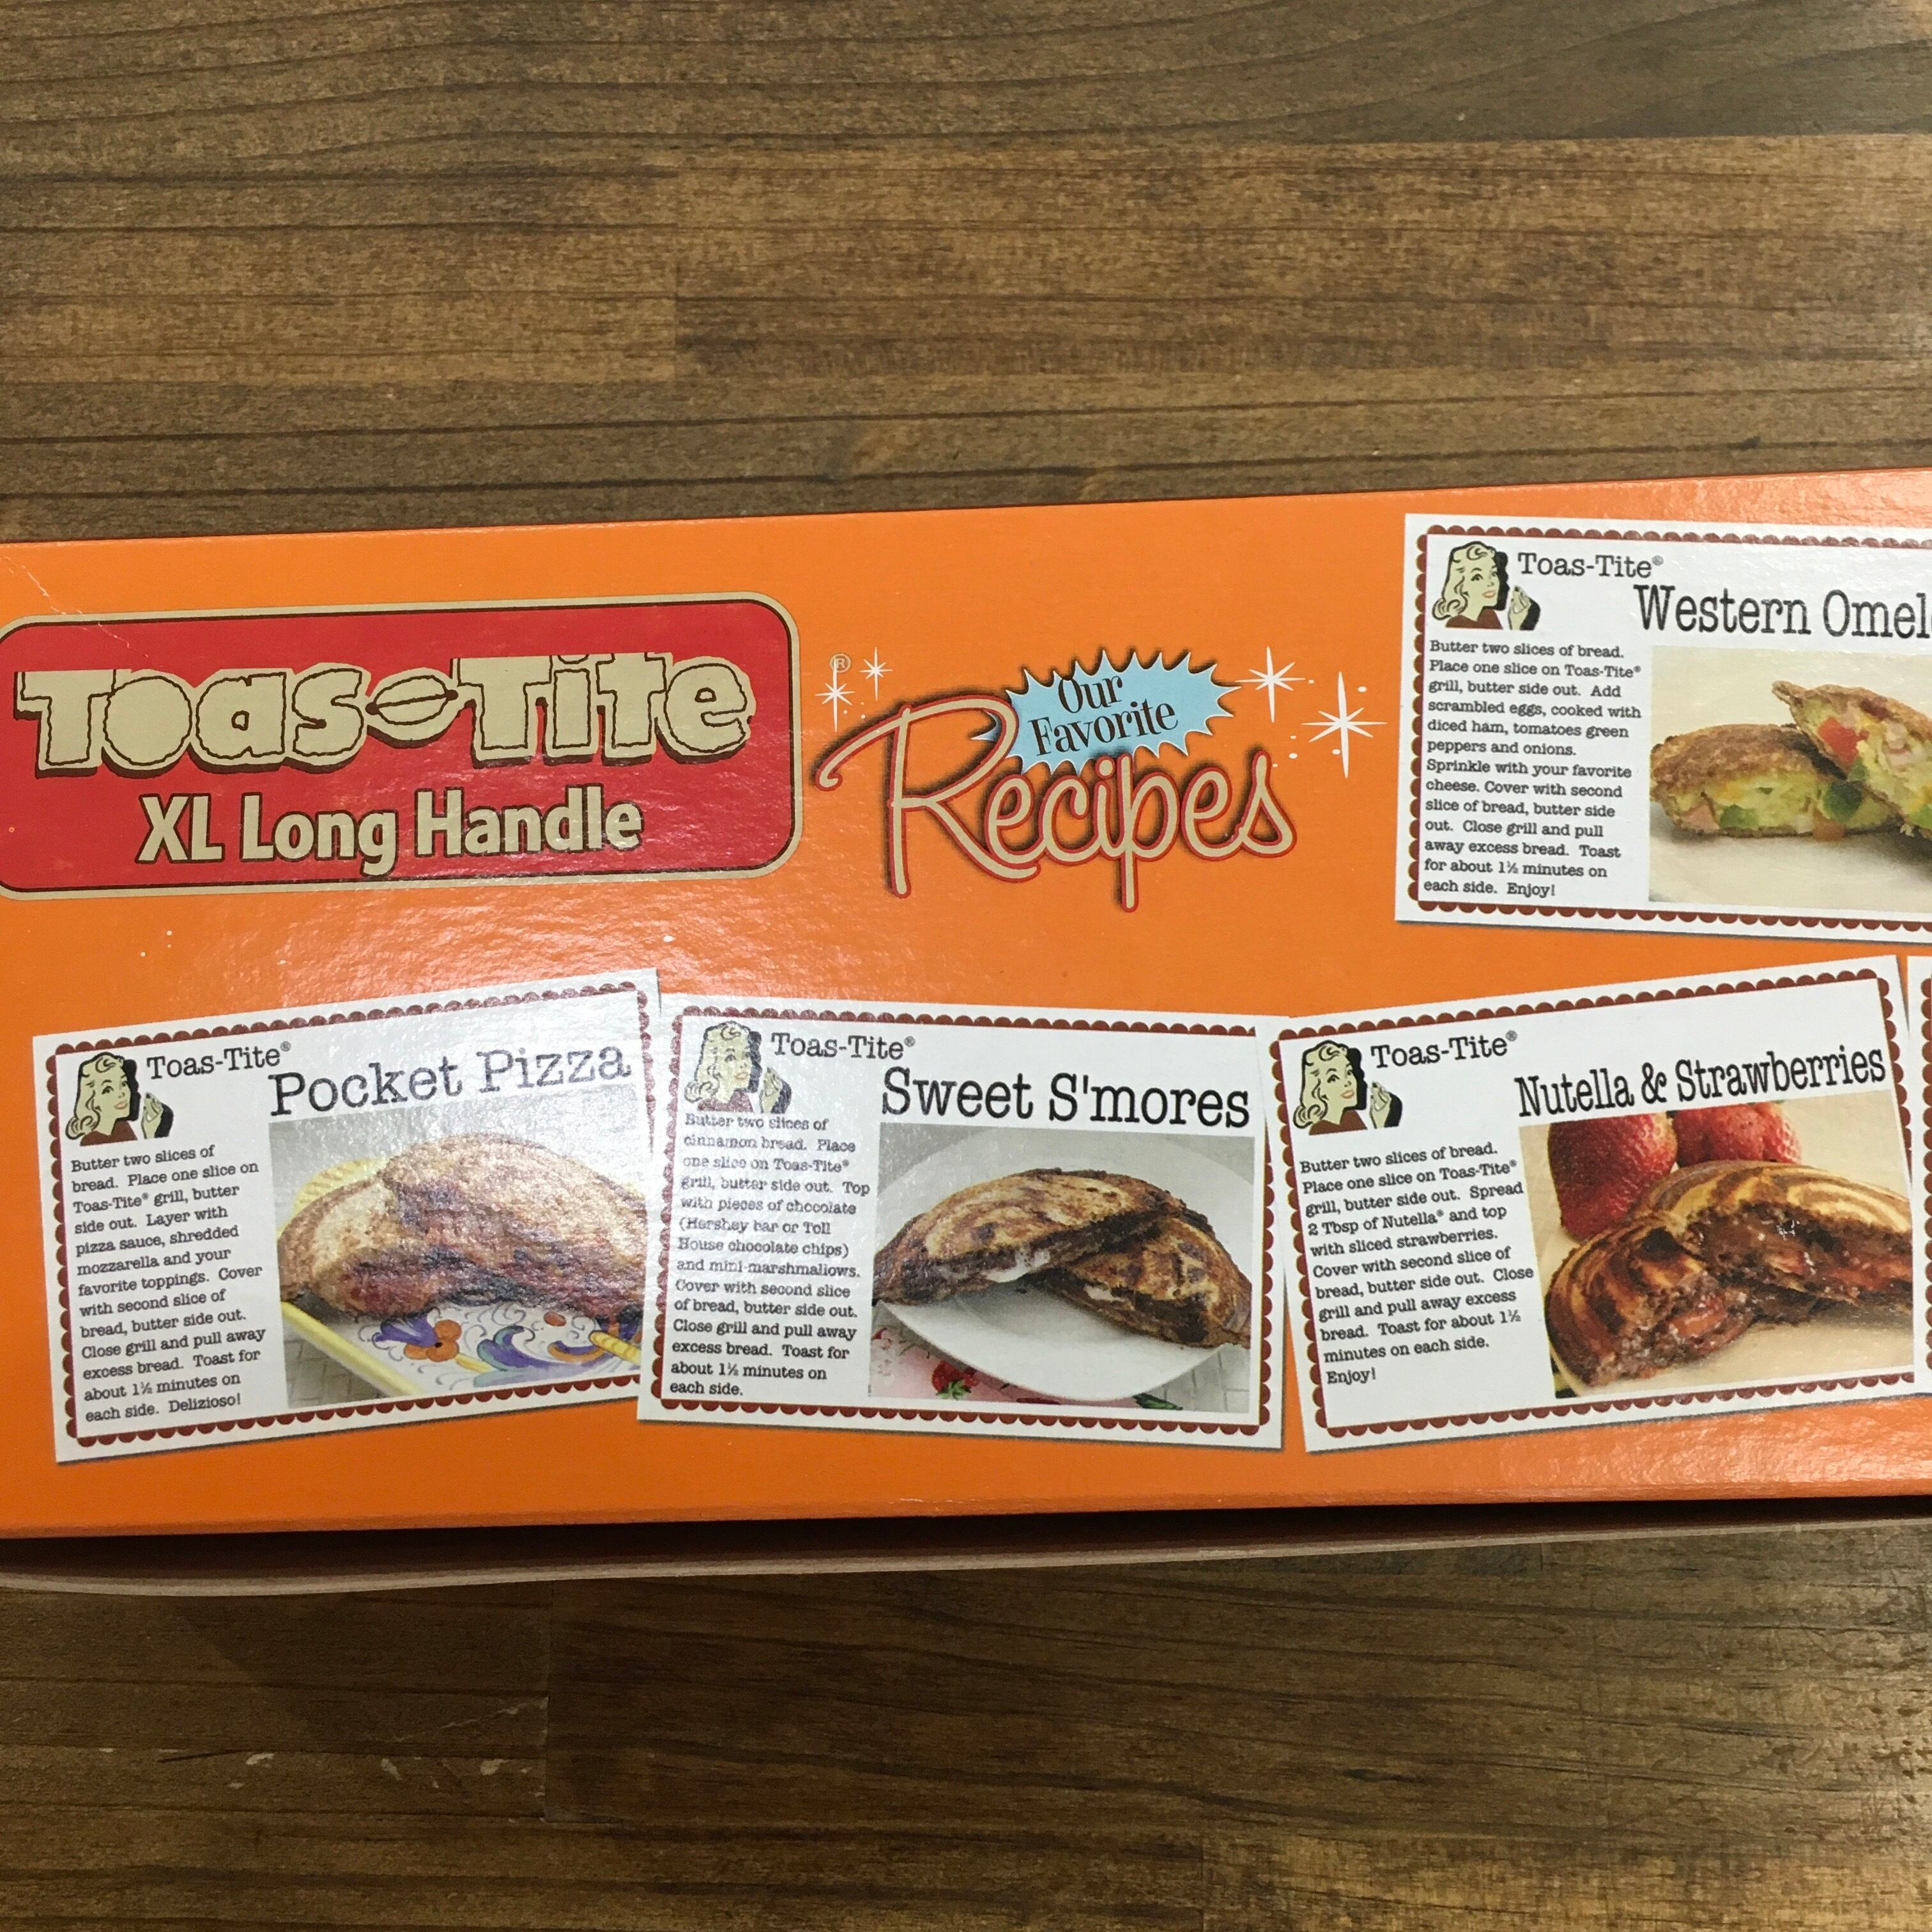 Toas-Tite®
XL Long Handle
Our
Favorite
Recipes
Toas-Tite®
Western
Butter two slices of bread.
Place one slice on Toas-Tite®
grill, butter side out. Add
scrambled eggs, cooked with
diced ham, tomatoes green
peppers and onions.
Sprinkle with your favorite
cheese. Cover with second
slice of bread, butter side
out. Close grill and pull
away excess bread. Toast
for about 1½ minutes on
each side. Enjoy!
Toas-Tite®
Pocket Pizza
Butter two slices of
bread. Place one slice on
Toas-Tite® grill, butter
side out. Layer with
pizza sauce, shredded
mozzarella and your
favorite toppings. Cover
with second slice of
bread, butter side out.
Close grill and pull away
excess bread. Toast for
about 1½ minutes on
each side. Delizioso!
Toas-Tite®
Sweet S'mores
Butter two slices of
cinnamon bread. Place
one slice on Toas-Tite®
grill, butter side out. Top
with pieces of chocolate
(Hershey bar or Toll
House chocolate chips)
and mini-marshmallows.
Cover with second slice
of bread, butter side out.
Close grill and pull away
excess bread. Toast for
about 1½ minutes on
each side.
Toas-Tite®
Nutella & Strawberries
Butter two slices of bread.
Place one slice on Toas-Tite®
grill, butter side out. Spread
2 Tbsp of Nutella® and top
with sliced strawberries.
Cover with second slice of
bread, butter side out. Close
grill and pull away excess
bread. Toast for about 1½
minutes on each side.
Enjoy!